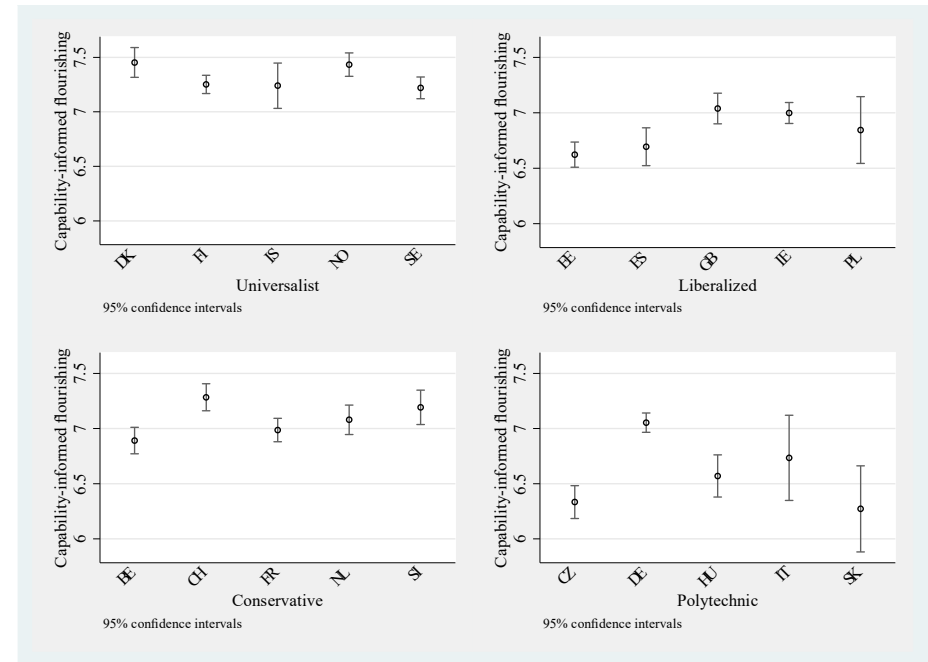 Capability-informed flourishing
7.5
7
6.5
6
DK FI IS NO SE
Universalist
95% confidence intervals
Capability-informed flourishing
7.5
7
6.5
6
EE ES GB IE PL
Liberalized
95% confidence intervals
Capability-informed flourishing
7.5
7
6.5
6
BE CH FR NL SI
Conservative
95% confidence intervals
Capability-informed flourishing
7.5
7
6.5
6
CZ DE HU IT SK
Polytechnic
95% confidence intervals